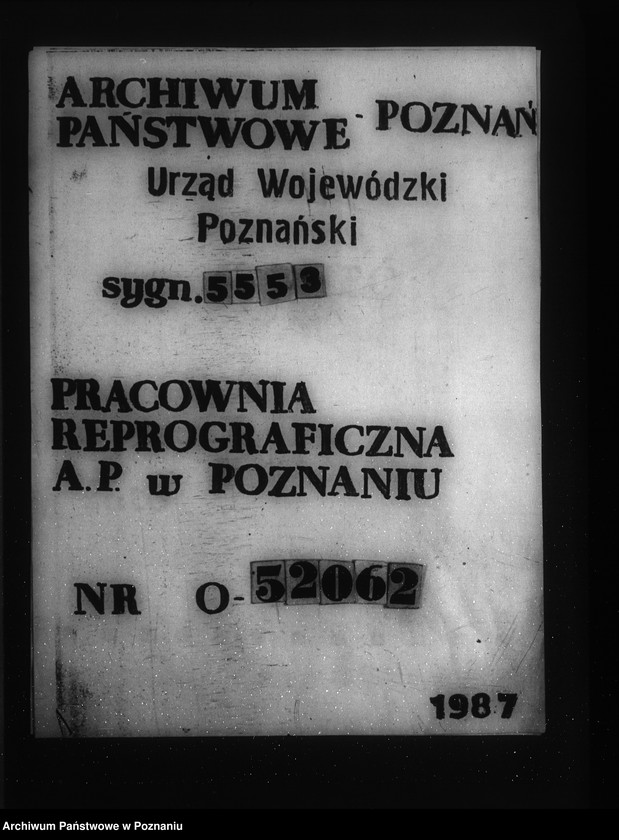 ARCHIWUM
PAŃSTWOWE - POZNAŃ
Urząd Wojewódzki
Poznański
sygn. 5553
PRACOWNIA
REPROGRAFICZNA
A.P. w POZNANIU
NR O-52062
1987
Archiwum Państwowe w Poznaniu